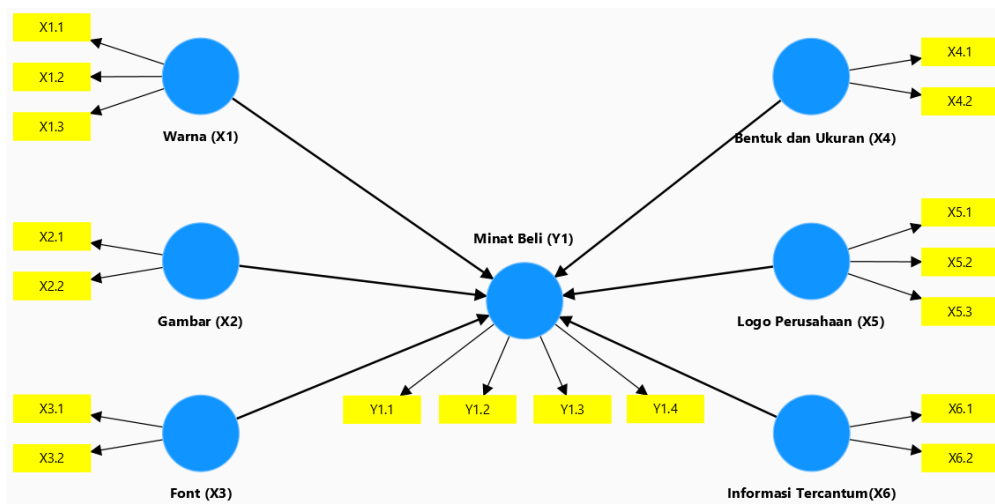 X1.1
X1.2
X1.3
Warna (X1)
X4.1
X4.2
Bentuk dan Ukuran (X4)
X2.1
X2.2
Gambar (X2)
Minat Beli (Y1)
X5.1
X5.2
X5.3
Logo Perusahaan (X5)
X3.1
X3.2
Font (X3)
Y1.1
Y1.2
Y1.3
Y1.4
X6.1
X6.2
Informasi Tercantum(X6)